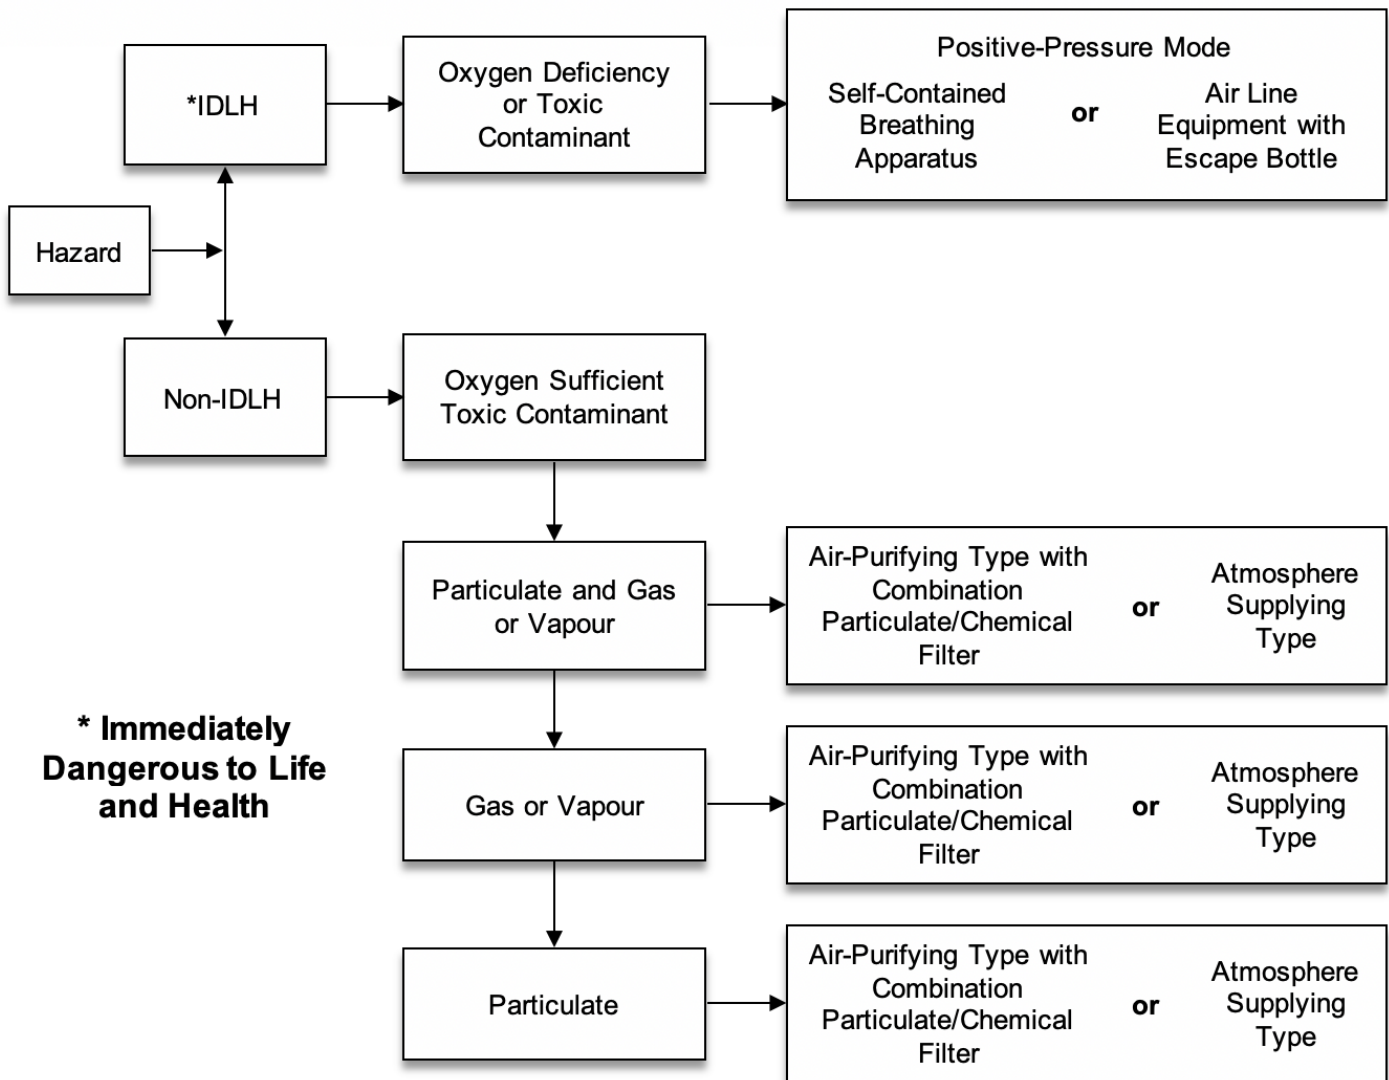 Positive-Pressure Mode
*IDLH
Oxygen Deficiency
or Toxic
Contaminant
Self-Contained
Breathing
Apparatus
or
Air Line
Equipment with
Escape Bottle
Hazard
Non-IDLH
Oxygen Sufficient
Toxic Contaminant
Particulate and Gas
or Vapour
Air-Purifying Type with
Combination
Particulate/Chemical
Filter
or
Atmosphere
Supplying
Type
* Immediately
Dangerous to Life
and Health
Gas or Vapour
Air-Purifying Type with
Combination
Particulate/Chemical
Filter
or
Atmosphere
Supplying
Type
Particulate
Air-Purifying Type with
Combination
Particulate/Chemical
Filter
or
Atmosphere
Supplying
Type